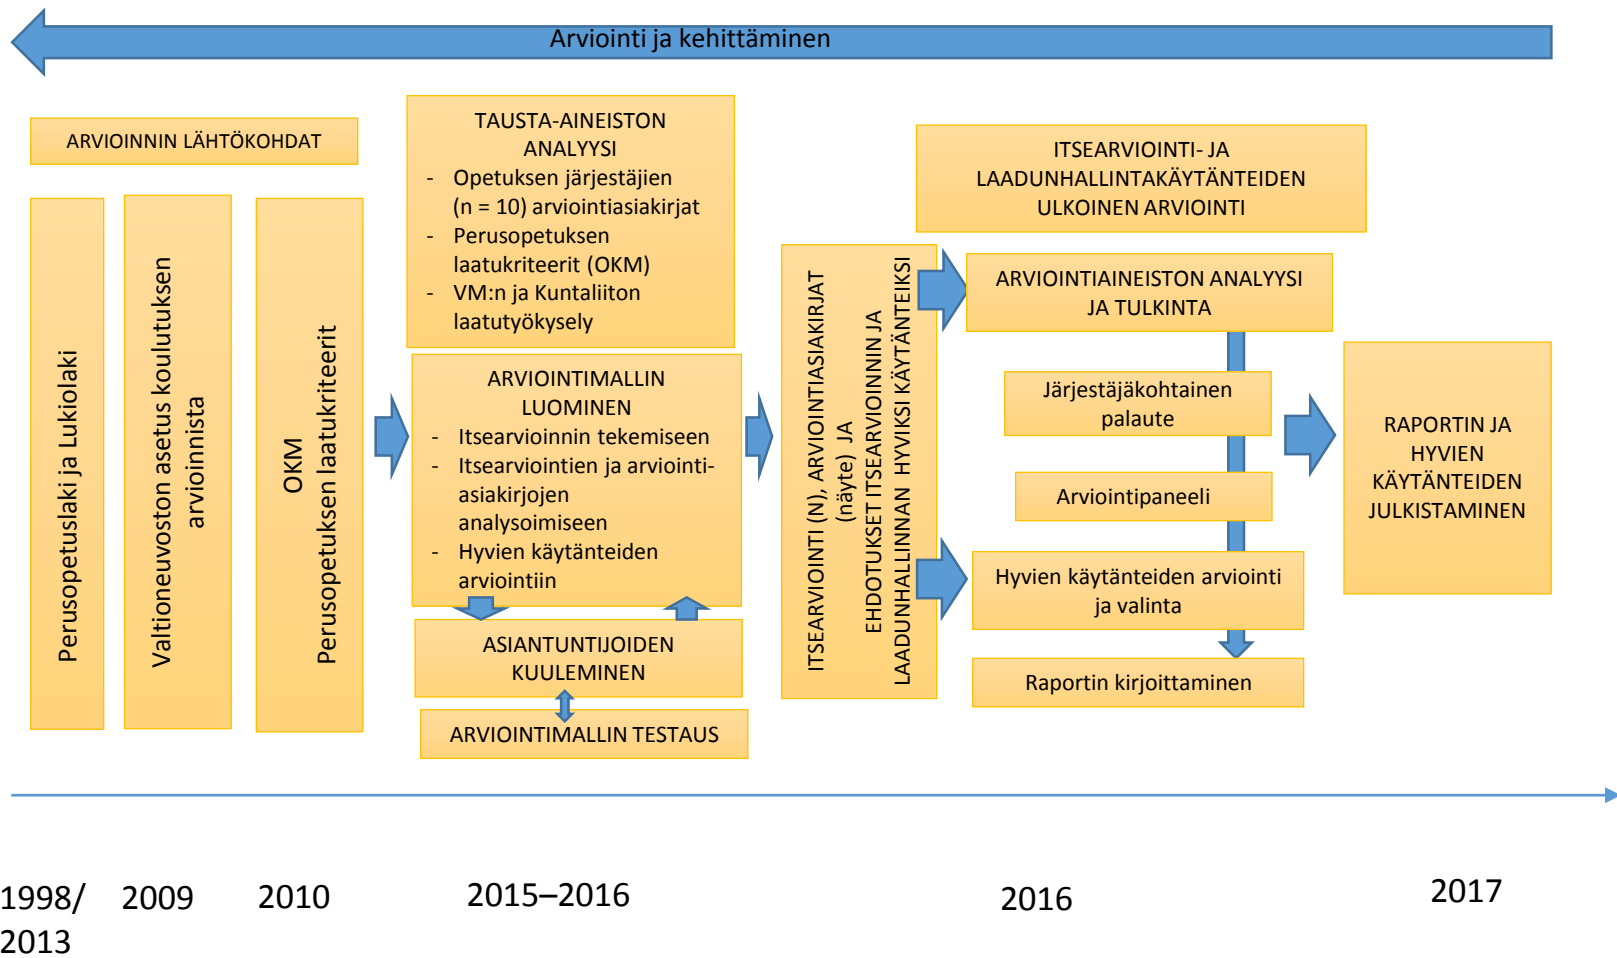 Arviointi ja kehittäminen
ARVIOINNIN LÄHTÖKOHDAT
Perusopetuslaki ja Lukiolaki
Valtioneuvoston asetus koulutuksen
arvioinnista
OKM
Perusopetuksen laatukriteerit
TAUSTA-AINEISTON
ANALYYSI
- Opetuksen järjestäjien
(n = 10) arviointiasiakirjat
- Perusopetuksen
laatukriteerit (OKM)
- VM:n ja Kuntaliiton
laatutyökysely
ARVIOINTIMALLIN
LUOMINEN
- Itsearvioinnin tekemiseen
- Itsearviointien ja arviointi-
asiakirjojen
analysoimiseen
- Hyvien käytänteiden
arviointiin
ASIANTUNTIJOIDEN
KUULEMINEN
ARVIOINTIMALLIN TESTAUS
ITSEARVIOINTI (N), ARVIOINTIASIAKIRJAT
(näyte) JA
EHDOTUKSET ITSEARVIOINNIN JA
LAADUNHALLINNAN HYVIKSI KÄYTÄNTEIKSI
ITSEARVIOINTI- JA
LAADUNHALLINTAKÄYTÄNTEIDEN
ULKOINEN ARVIOINTI
ARVIOINTIAINEISTON ANALYYSI
JA TULKINTA
Järjestäjäkohtainen
palaute
Arviointipaneeli
Hyvien käytänteiden arviointi
ja valinta
Raportin kirjoittaminen
RAPORTIN JA
HYVIEN
KÄYTÄNTEIDEN
JULKISTAMINEN
1998/
2013
2009
2010
2015–2016
2016
2017